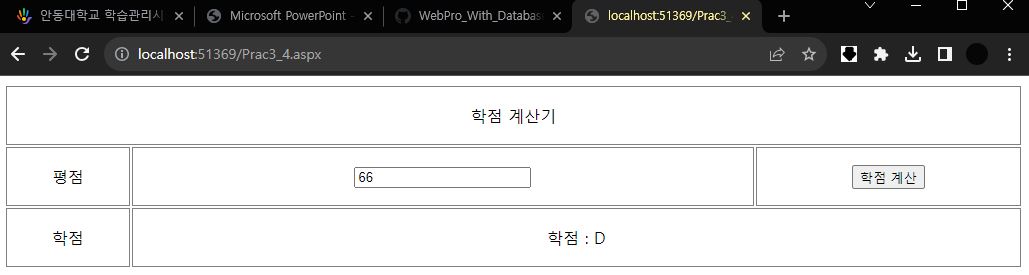 안동대학교 학습관리시
Microsoft PowerPoint -
WebPro_With_Databas
localhost:51369/Prac3_4
localhost:51369/Prac3_4.aspx
학점 계산기
평점 66 학점 계산
학점 학점 : D